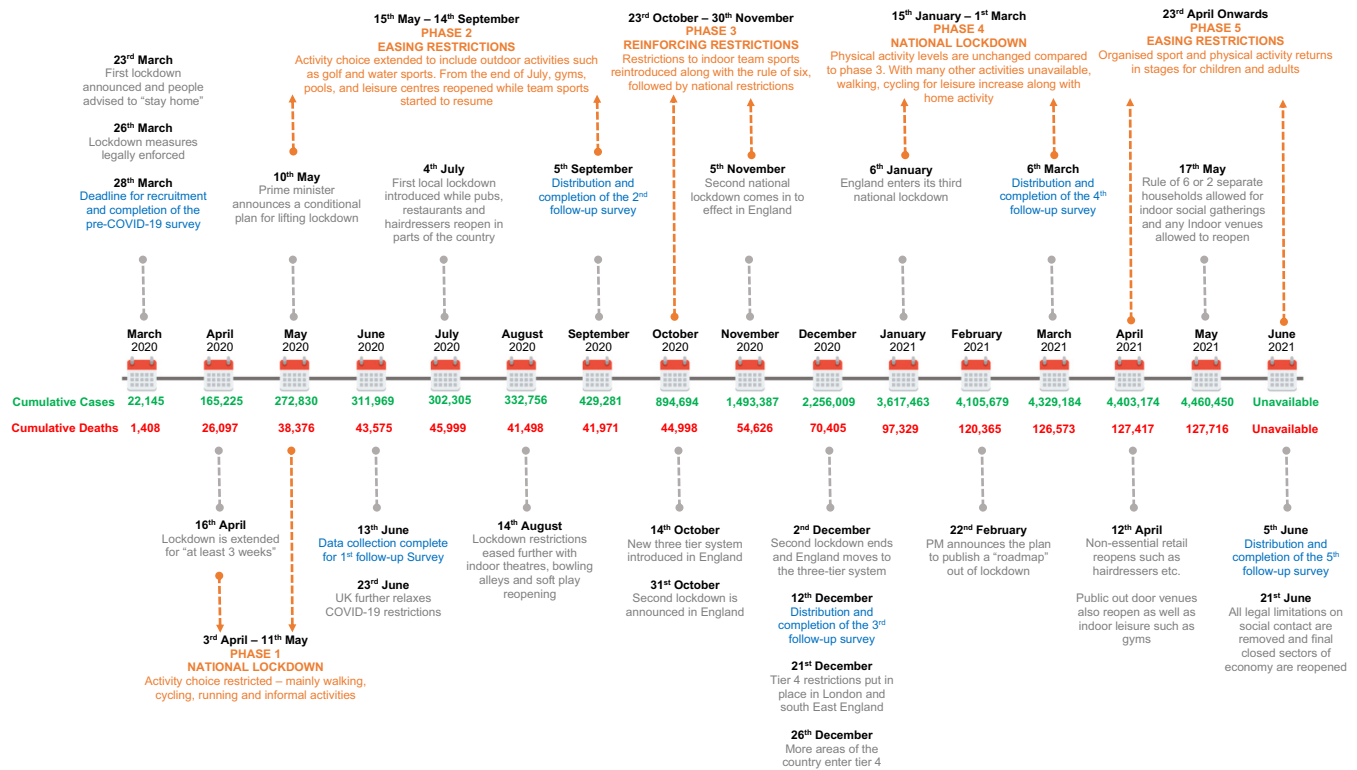 15th May – 14th September
PHASE 2
EASING RESTRICTIONS
Activity choice extended to include outdoor activities such
as golf and water sports. From the end of July, gyms,
pools, and leisure centres reopened while team sports
started to resume
23rd October – 30th November
PHASE 3
REINFORCING RESTRICTIONS
Restrictions to indoor team sports
reintroduced along with the rule of six,
followed by national restrictions
15th January – 1st March
PHASE 4
NATIONAL LOCKDOWN
Physical activity levels are unchanged compared
to phase 3. With many other activities unavailable,
walking, cycling for leisure increase along with
home activity
23rd April Onwards
PHASE 5
EASING RESTRICTIONS
Organised sport and physical activity returns
in stages for children and adults
23rd March
First lockdown
announced and people
advised to “stay home”
26th March
Lockdown measures
legally enforced
28th March
Deadline for recruitment
and completion of the
pre-COVID-19 survey
10th May
Prime minister
announces a conditional
plan for lifting lockdown
4th July
First local lockdown
introduced while pubs,
restaurants and
hairdressers reopen in
parts of the country
5th September
Distribution and
completion of the 2nd
follow-up survey
5th November
Second national
lockdown comes in to
effect in England
6th January
England enters its third
national lockdown
6th March
Distribution and
completion of the 4th
follow-up survey
17th May
Rule of 6 or 2 separate
households allowed for
indoor social gatherings
and any Indoor venues
allowed to reopen
March April May June July August September October November December January February March April May June
2020 2020 2020 2020 2020 2020 2020 2020 2020 2020 2021 2021 2021 2021 2021 2021
Cumulative Cases 22,145 165,225 272,830 311,969 302,305 332,756 429,281 894,694 1,493,387 2,256,009 3,617,463 4,105,679 4,329,184 4,403,174 4,460,450 Unavailable
Cumulative Deaths 1,408 26,097 38,376 43,575 45,999 41,498 41,971 44,998 54,626 70,405 97,329 120,365 126,573 127,417 127,716 Unavailable
16th April
Lockdown is extended
for “at least 3 weeks”
3rd April – 11th May
PHASE 1
NATIONAL LOCKDOWN
Activity choice restricted – mainly walking,
cycling, running and informal activities
13th June
Data collection complete
for 1st follow-up Survey
23rd June
UK further relaxes
COVID-19 restrictions
14th August
Lockdown restrictions
eased further with
indoor theatres, bowling
alleys and soft play
reopening
14th October
New three tier system
introduced in England
31st October
Second lockdown is
announced in England
2nd December
Second lockdown ends
and England moves to
the three-tier system
12th December
Distribution and
completion of the 3rd
follow-up survey
21st December
Tier 4 restrictions put in
place in London and
south East England
26th December
More areas of the
country enter tier 4
22nd February
PM announces the plan
to publish a “roadmap”
out of lockdown
12th April
Non-essential retail
reopens such as
hairdressers etc.
Public out door venues
also reopen as well as
indoor leisure such as
gyms
5th June
Distribution and
completion of the 5th
follow-up survey
21st June
All legal limitations on
social contact are
removed and final
closed sectors of
economy are reopened